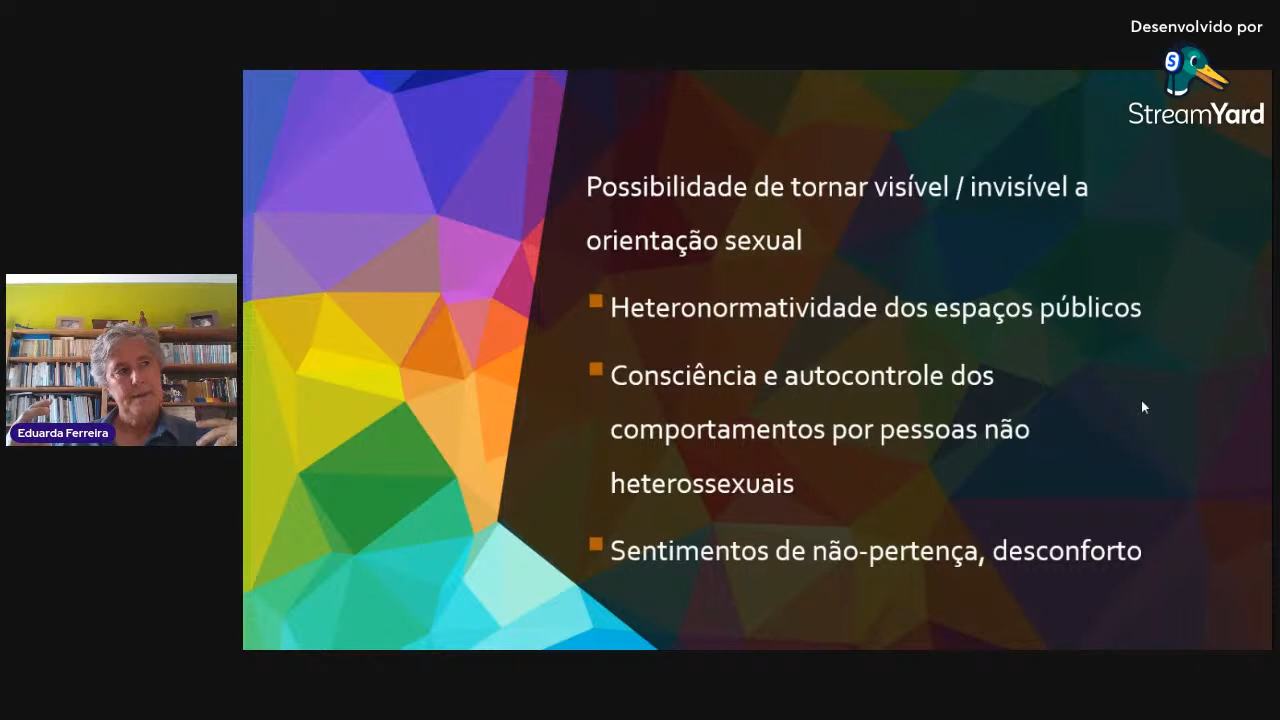 Desenvolvido por
StreamYard
Possibilidade de tornar visível / invisível a
orientação sexual
Heteronormatividade dos espaços públicos
Consciência e autocontrole dos
comportamentos por pessoas não
heterossexuais
Sentimentos de não-pertença, desconforto
Eduarda Ferreira